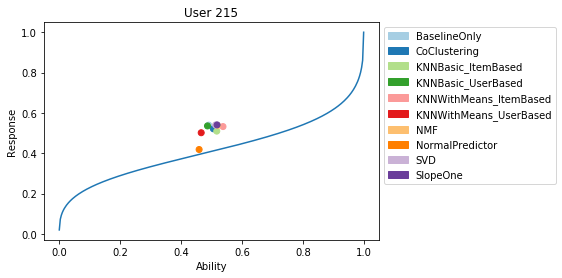 User 215
1.0
0.8
0.6
0.4
0.2
0.0
Response
0.0 0.2 0.4 0.6 0.8 1.0
Ability
BaselineOnly
CoClustering
KNNBasic_ItemBased
KNNBasic_UserBased
KNNWithMeans_ItemBased
KNNWithMeans_UserBased
NMF
NormalPredictor
SVD
SlopeOne